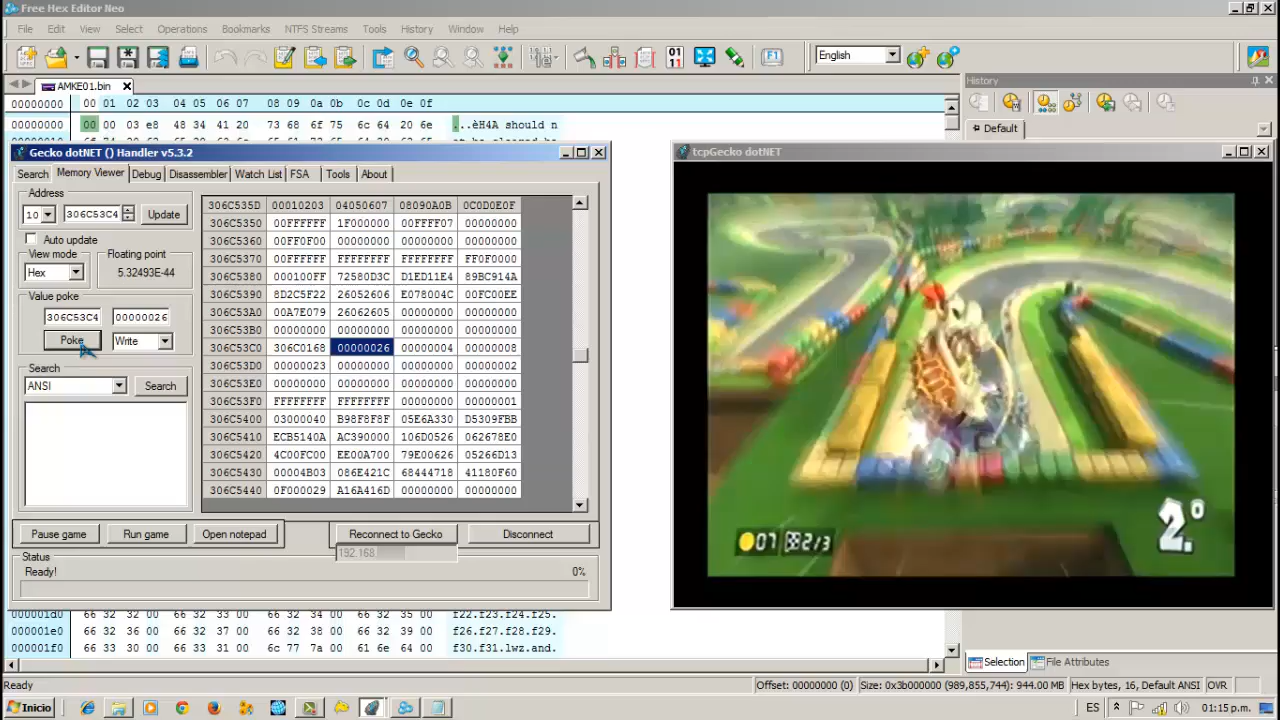 Free Hex Editor Neo
File Edit View Select Operations Bookmarks NTFS Streams Tools History Window Help
English
AMKE01.bin
History
00000000 00 01 02 03 04 05 06 07 08 09 0a 0b 0c 0d 0e 0f
00000000 00 00 03 e8 48 34 41 20 73 68 6f 75 6c 64 20 6e ...èH4A should n
Default
Gecko dotNET () Handler v5.3.2
Search Memory Viewer Debug Disassembler Watch List FSA Tools About
Address
10 306C53C4 Update
Auto update
View mode Floating point
Hex 5.32493E-44
Value poke
306C53C4 00000026
Poke Write
Search
ANSI Search
306C535D 00010203 04050607 08090A0B 0C0D0E0F
306C5350 00FFFFFF 1F000000 00FFFF07 00000000
306C5360 00FF0F00 00000000 00000000 00000000
306C5370 FFFFFFFF FFFFFFFF FFFFFFFF FF0F0000
306C5380 000100FF 72580D3C D1ED11E4 89BC914A
306C5390 8D2C5F22 26052606 E078004C 00FC00EE
306C53A0 00A7E079 26062605 00000000 00000000
306C53B0 00000000 00000000 00000000 00000000
306C53C0 306C0168 00000026 00000004 00000008
306C53D0 00000023 00000000 00000000 00000002
306C53E0 00000000 00000000 00000000 00000000
306C53F0 FFFFFFFF FFFFFFFF 00000000 00000001
306C5400 03000040 B98F8F8F 05E6A330 D5309FBB
306C5410 ECB5140A AC390000 106D0526 062678E0
306C5420 4C00FC00 EE00A700 79E00626 05266D13
306C5430 00004B03 086E421C 68444718 41180F60
306C5440 0F000029 A16A416D 00000000 00000000
Pause game Run game Open notepad Reconnect to Gecko Disconnect
192.168.
Status
Ready! 0%
tcpGecko dotNET
07 2/3
2.º
000001d0 66 32 32 00 66 32 33 00 66 32 34 00 66 32 35 00 f22.f23.f24.f25.
000001e0 66 32 36 00 66 32 37 00 66 32 38 00 66 32 39 00 f26.f27.f28.f29.
000001f0 66 33 30 00 66 33 31 00 6c 77 7a 00 61 6e 64 00 f30.f31.lwz.and.
Selection File Attributes
Ready Offset: 00000000 (0) Size: 0x3b000000 (989,855,744): 944.00 MB Hex bytes, 16, Default ANSI OVR
Inicio ES 01:15 p.m.